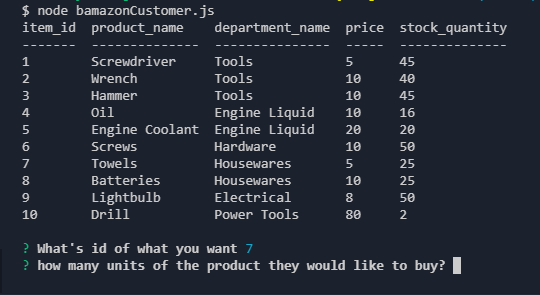 $ node bamazonCustomer.js
item_id  product_name    department_name  price  stock_quantity
-------  --------------  ---------------  -----  --------------
1        Screwdriver     Tools            5      45
2        Wrench          Tools            10     40
3        Hammer          Tools            10     45
4        Oil             Engine Liquid    10     16
5        Engine Coolant  Engine Liquid    20     20
6        Screws          Hardware         10     50
7        Towels          Housewares       5      25
8        Batteries       Housewares       10     25
9        Lightbulb       Electrical       8      50
10       Drill           Power Tools      80     2
? What's id of what you want 7
? how many units of the product they would like to buy?